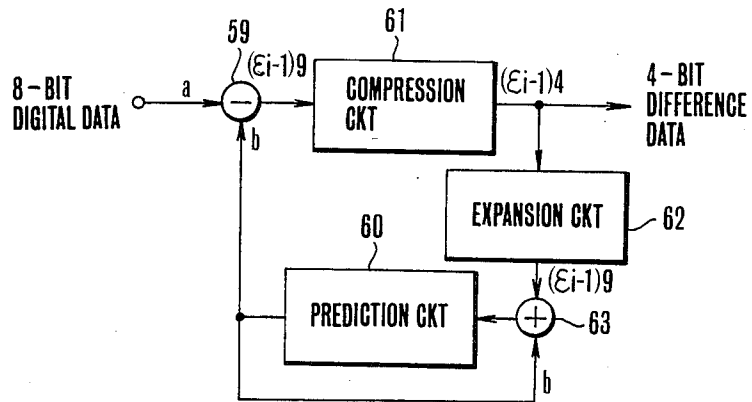 59
61
8-BIT
DIGITAL DATA
a
−
(εi-1)9
COMPRESSION
CKT
(εi-1)4
4-BIT
DIFFERENCE
DATA
b
EXPANSION CKT
62
60
(εi-1)9
PREDICTION CKT
+
63
b